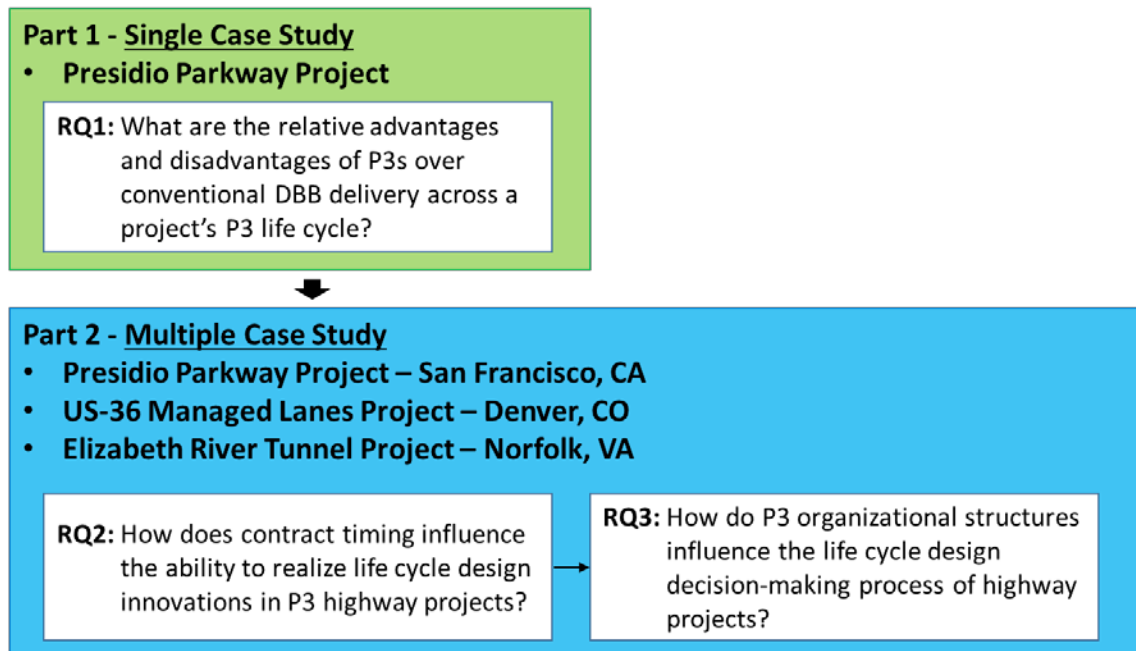 Part 1 - Single Case Study
• Presidio Parkway Project
RQ1: What are the relative advantages
and disadvantages of P3s over
conventional DBB delivery across a
project's P3 life cycle?
Part 2 - Multiple Case Study
• Presidio Parkway Project – San Francisco, CA
• US-36 Managed Lanes Project – Denver, CO
• Elizabeth River Tunnel Project – Norfolk, VA
RQ2: How does contract timing influence
the ability to realize life cycle design
innovations in P3 highway projects?
RQ3: How do P3 organizational structures
influence the life cycle design
decision-making process of highway
projects?